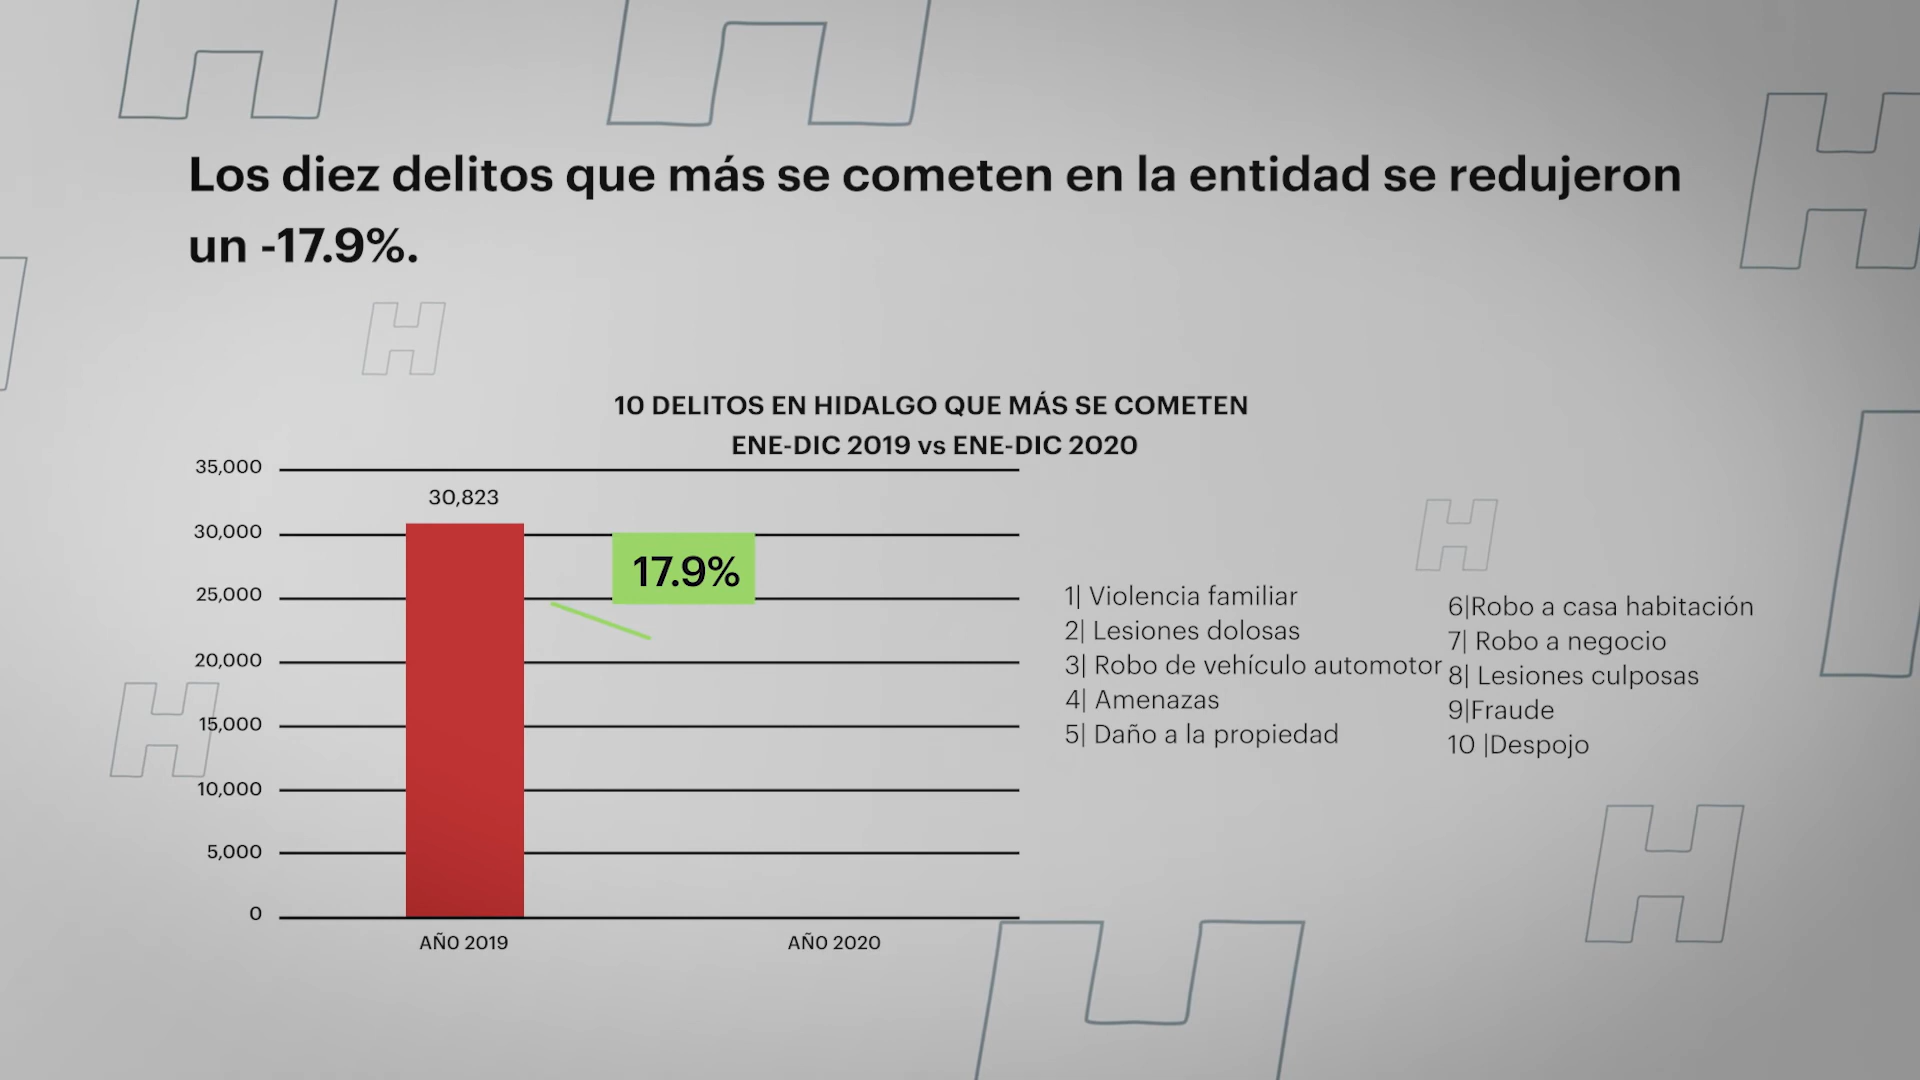 Los diez delitos que más se cometen en la entidad se redujeron
un -17.9%.
10 DELITOS EN HIDALGO QUE MÁS SE COMETEN
ENE-DIC 2019 vs ENE-DIC 2020
35,000
30,823
30,000
17.9%
25,000
20,000
15,000
10,000
5,000
0
AÑO 2019
AÑO 2020
1| Violencia familiar
2| Lesiones dolosas
3| Robo de vehículo automotor
4| Amenazas
5| Daño a la propiedad
6|Robo a casa habitación
7| Robo a negocio
8| Lesiones culposas
9|Fraude
10 |Despojo